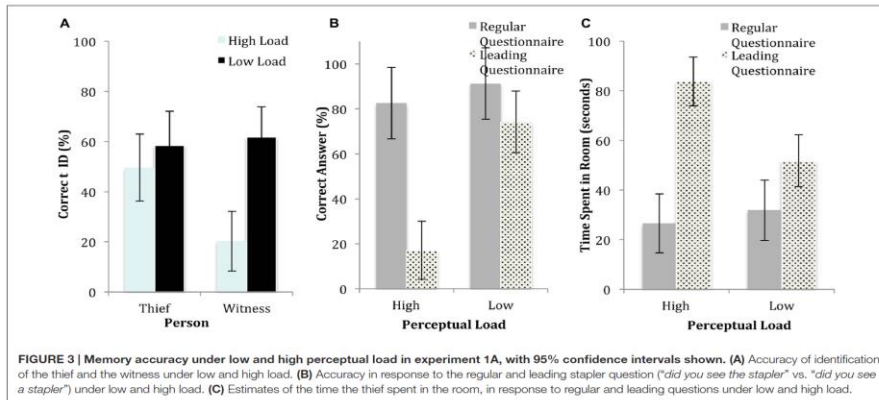 A
High Load
Low Load
Correc t ID (%)
100
80
60
40
20
0
Thief
Witness
Person
B
Regular
Questionnaire
Leading
Questionnaire
Correct Answer (%)
100
80
60
40
20
0
High
Low
Perceptual Load
C
Regular
Questionnaire
Leading
Questionnaire
Time Spent in Room (seconds)
100
80
60
40
20
0
High
Low
Perceptual Load
FIGURE 3 | Memory accuracy under low and high perceptual load in experiment 1A, with 95% confidence intervals shown. (A) Accuracy of identification
of the thief and the witness under low and high load. (B) Accuracy in response to the regular and leading stapler question ("did you see the stapler" vs. "did you see
a stapler") under low and high load. (C) Estimates of the time the thief spent in the room, in response to regular and leading questions under low and high load.